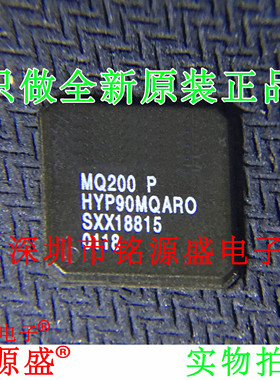 只做全新原装正品
MQ200 P
HYP90MQARO
SXX18815
0118
深圳市铭源盛电子
电子®
源盛®
实物拍